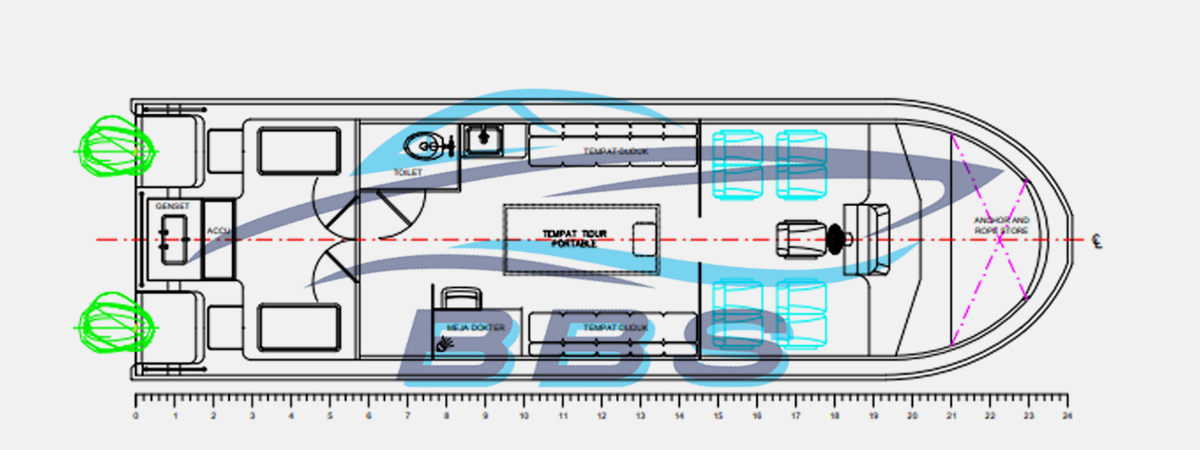 TEMPAT DUDUK
TOILET
GENSET
ACCU
TEMPAT TIDUR
PORTABLE
ANCHOR AND
ROPE STORE
℄
MEJA DOKTER
TEMPAT DUDUK
BBS
0 1 2 3 4 5 6 7 8 9 10 11 12 13 14 15 16 17 18 19 20 21 22 23 24